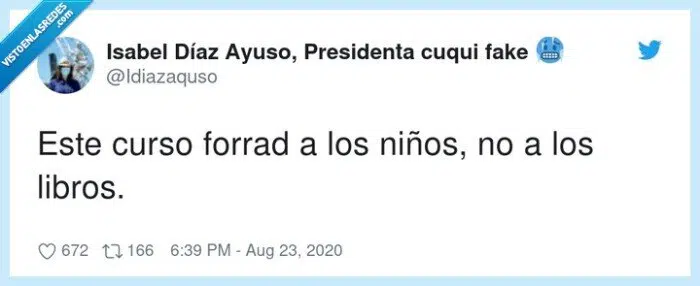 VISTOENLASREDES
.com
Isabel Díaz Ayuso, Presidenta cuqui fake 🥶
@Idiazaquso
Este curso forrad a los niños, no a los
libros.
672 166 6:39 PM - Aug 23, 2020